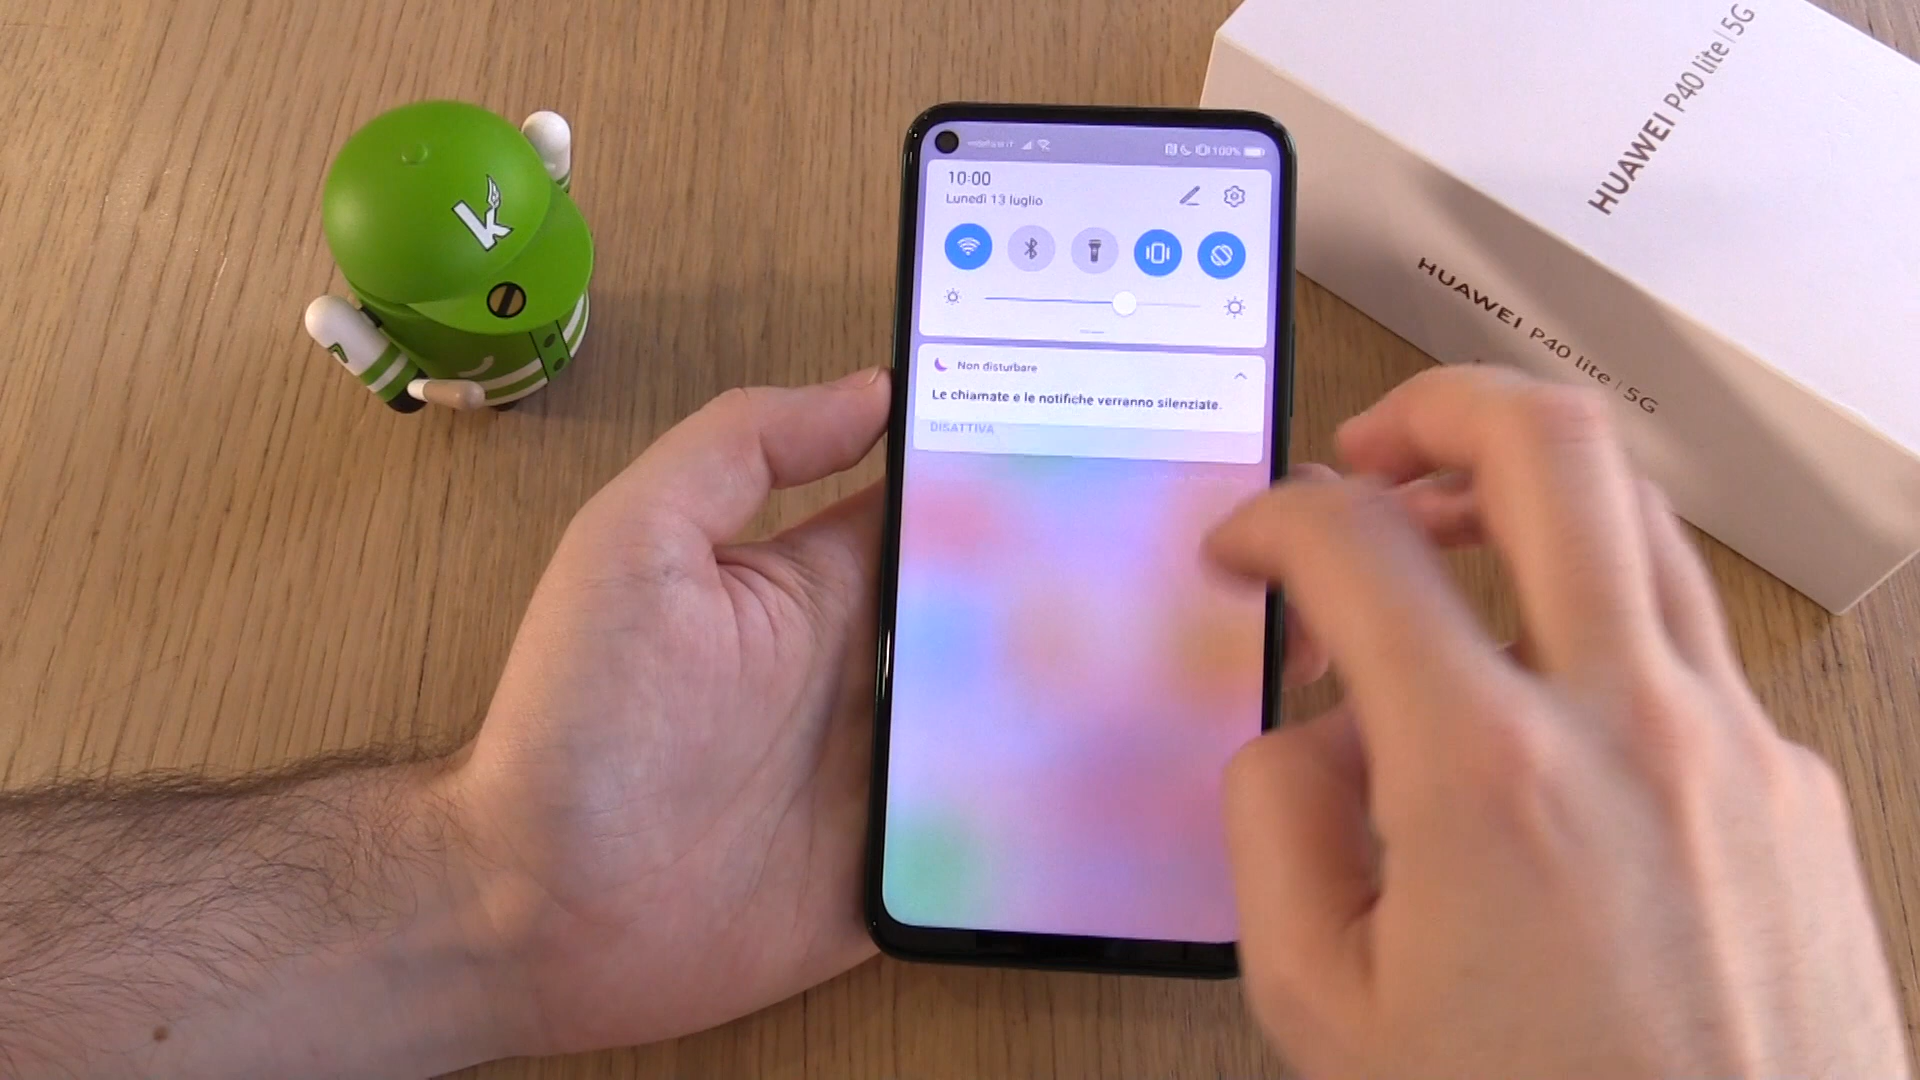 k
HUAWEI P40 lite | 5G
HUAWEI P40 lite | 5G
100%
10:00
Lunedì 13 luglio
Non disturbare
Le chiamate e le notifiche verranno silenziate.
DISATTIVA